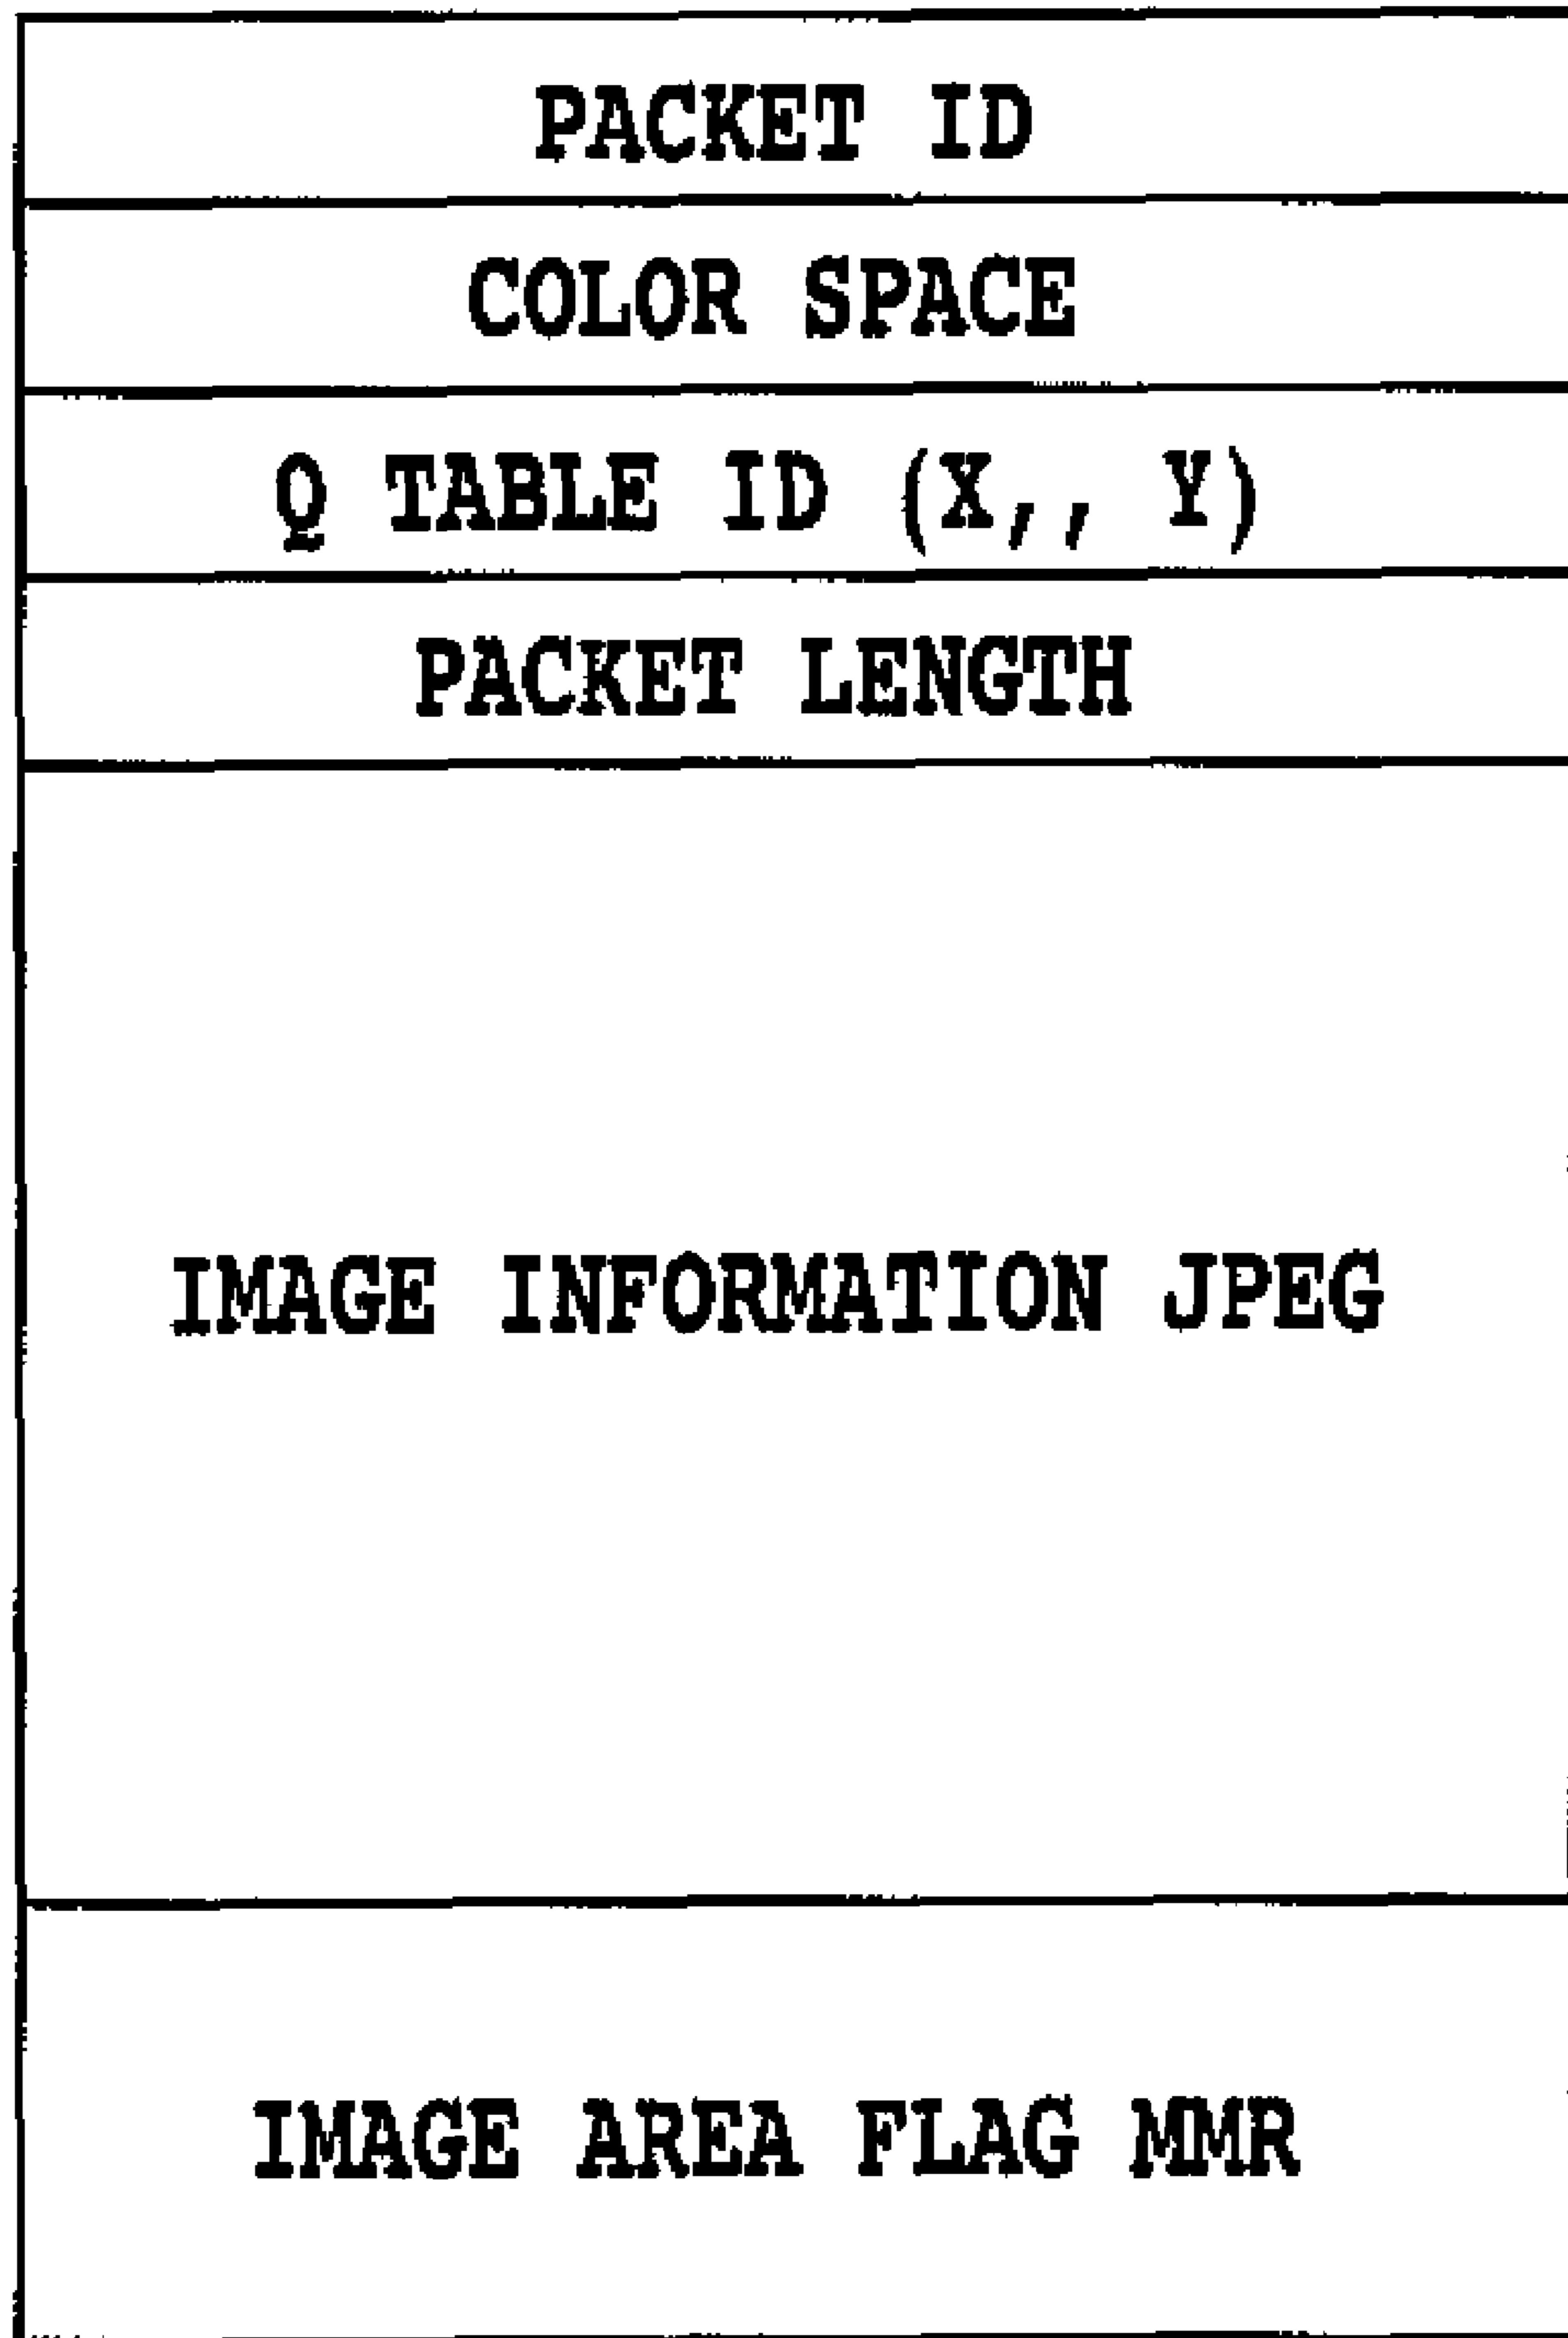 PACKET ID
COLOR SPACE
Q TABLE ID (X,, Y)
PACKET LENGTH
IMAGE INFORMATION JPEG
IMAGE AREA FLAG MMR